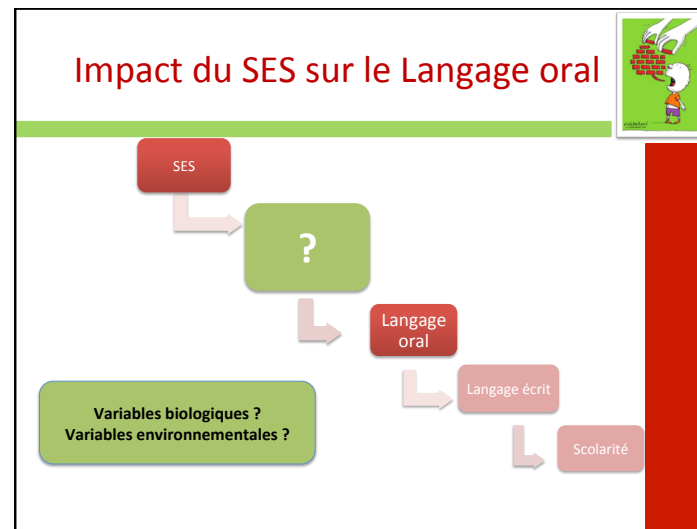 Impact du SES sur le Langage oral
SES
?
Langage
oral
Langage écrit
Scolarité
Variables biologiques ?
Variables environnementales ?